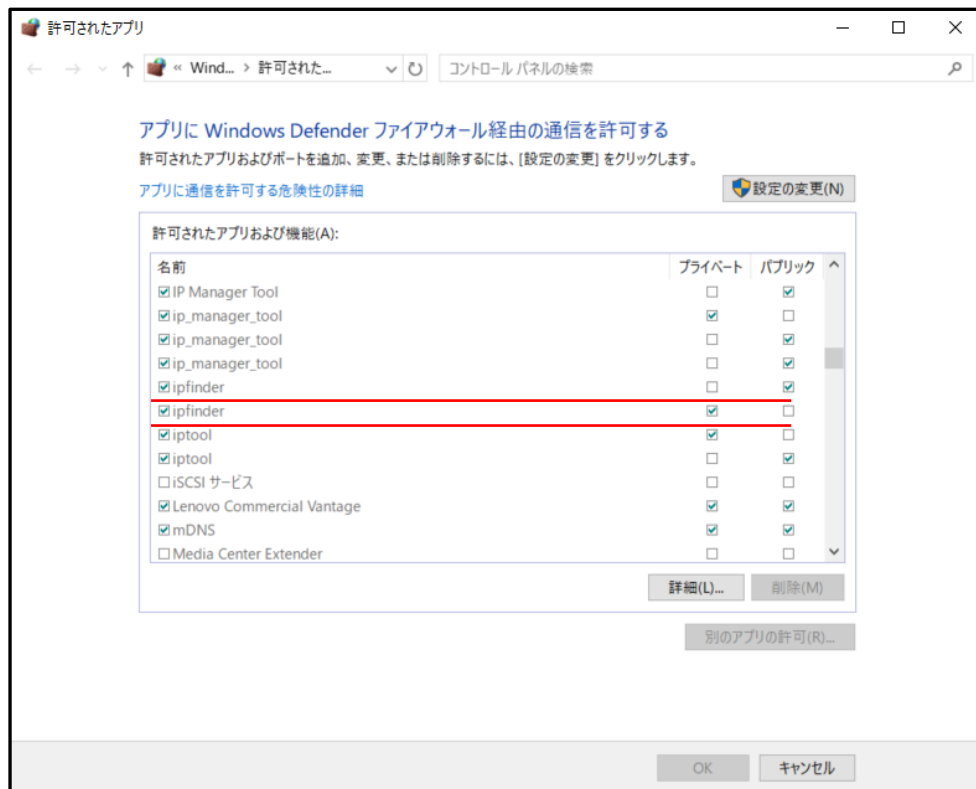 許可されたアプリ
« Wind... > 許可された...
コントロール パネルの検索
アプリに Windows Defender ファイアウォール経由の通信を許可する
許可されたアプリおよびポートを追加、変更、または削除するには、[設定の変更] をクリックします。
アプリに通信を許可する危険性の詳細
設定の変更(N)
許可されたアプリおよび機能(A):
名前 プライベート パブリック
IP Manager Tool
ip_manager_tool
ip_manager_tool
ip_manager_tool
ipfinder
ipfinder
iptool
iptool
iSCSI サービス
Lenovo Commercial Vantage
mDNS
Media Center Extender
詳細(L)... 削除(M)
別のアプリの許可(R)...
OK キャンセル